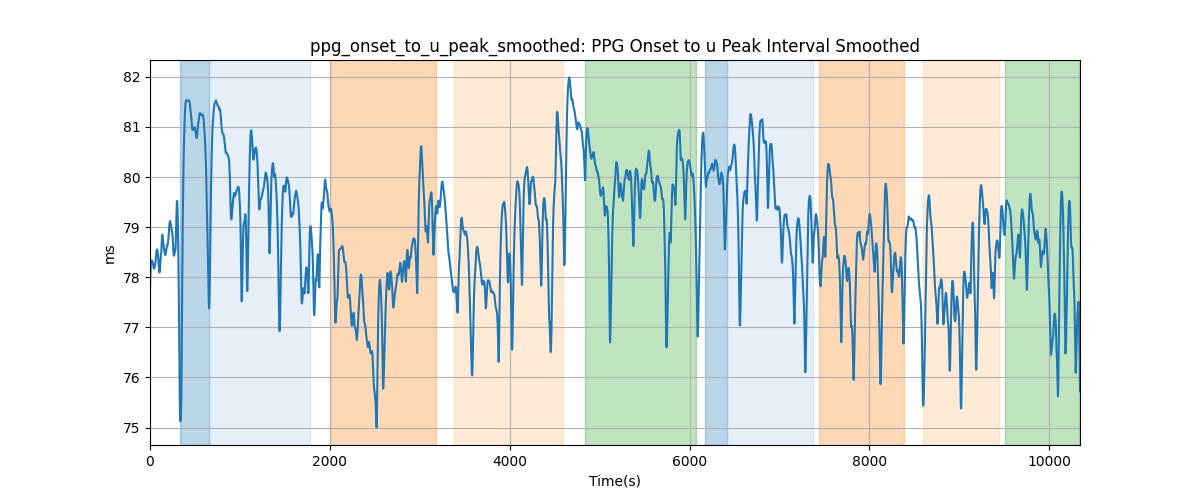 ppg_onset_to_u_peak_smoothed: PPG Onset to u Peak Interval Smoothed
82
81
80
79
78
77
76
75
ms
0 2000 4000 6000 8000 10000
Time(s)